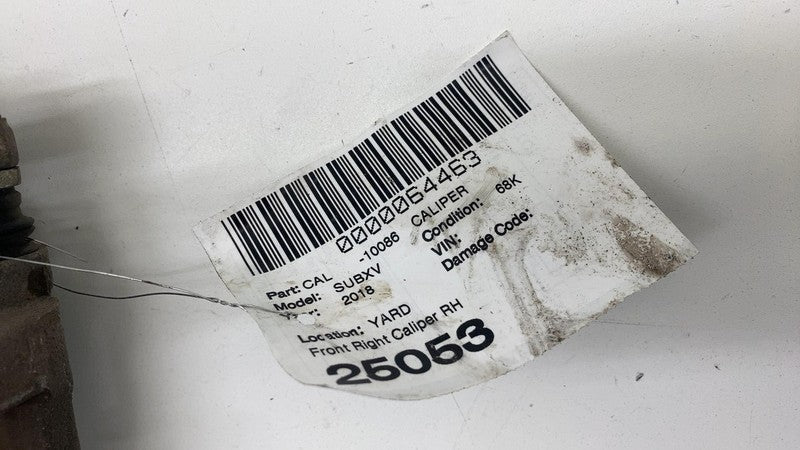 0000064463
Part: CAL -10086 CALIPER
Model: SUBXV Condition: 68K
Year: 2018 VIN:
Damage Code:
Location: YARD
Front Right Caliper RH
25053